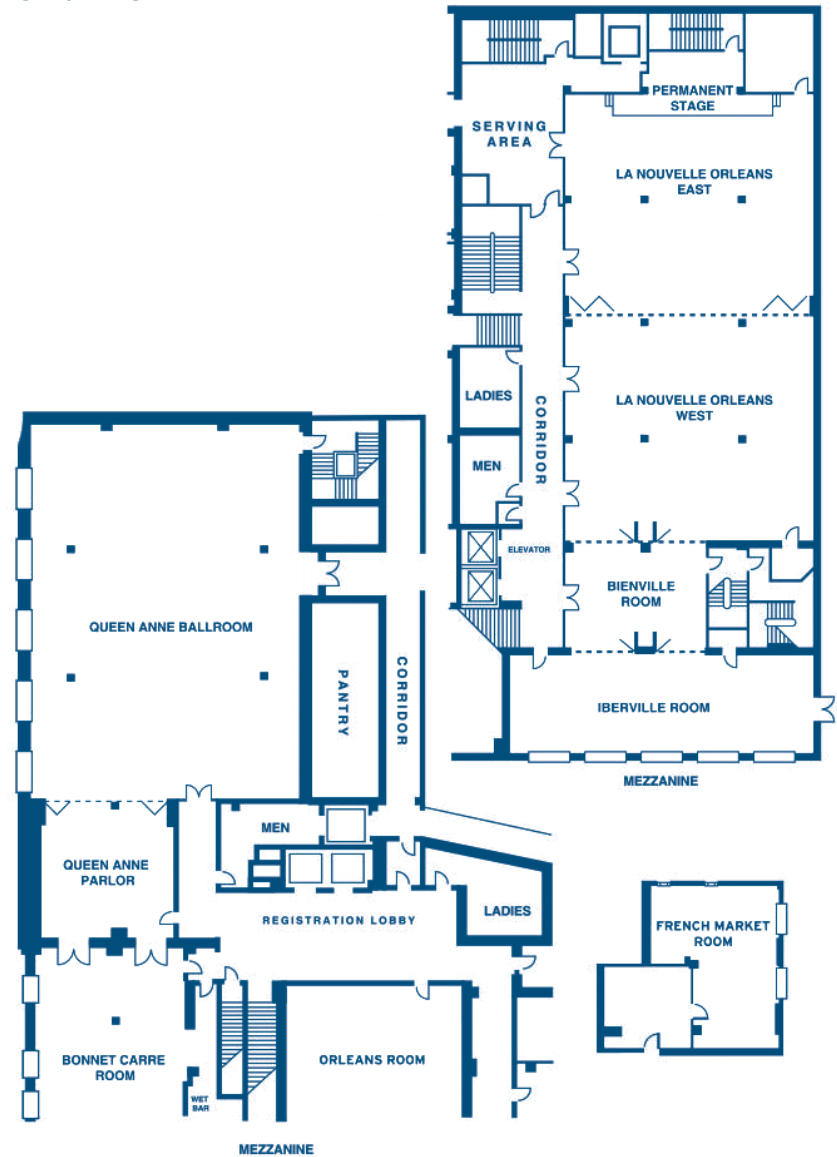 PERMANENT
STAGE
SERVING
AREA
LA NOUVELLE ORLEANS
EAST
LADIES
CORRIDOR
LA NOUVELLE ORLEANS
WEST
MEN
ELEVATOR
BIENVILLE
ROOM
IBERVILLE ROOM
MEZZANINE
QUEEN ANNE BALLROOM
PANTRY
CORRIDOR
MEN
QUEEN ANNE
PARLOR
REGISTRATION LOBBY
LADIES
FRENCH MARKET
ROOM
BONNET CARRE
ROOM
ORLEANS ROOM
WET
BAR
MEZZANINE